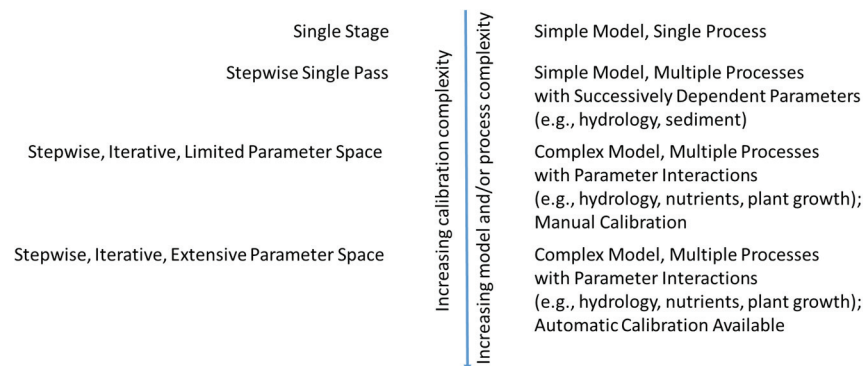 Single Stage
Stepwise Single Pass
Stepwise, Iterative, Limited Parameter Space
Stepwise, Iterative, Extensive Parameter Space
Increasing calibration complexity
Increasing model and/or process complexity
Simple Model, Single Process
Simple Model, Multiple Processes
with Successively Dependent Parameters
(e.g., hydrology, sediment)
Complex Model, Multiple Processes
with Parameter Interactions
(e.g., hydrology, nutrients, plant growth);
Manual Calibration
Complex Model, Multiple Processes
with Parameter Interactions
(e.g., hydrology, nutrients, plant growth);
Automatic Calibration Available